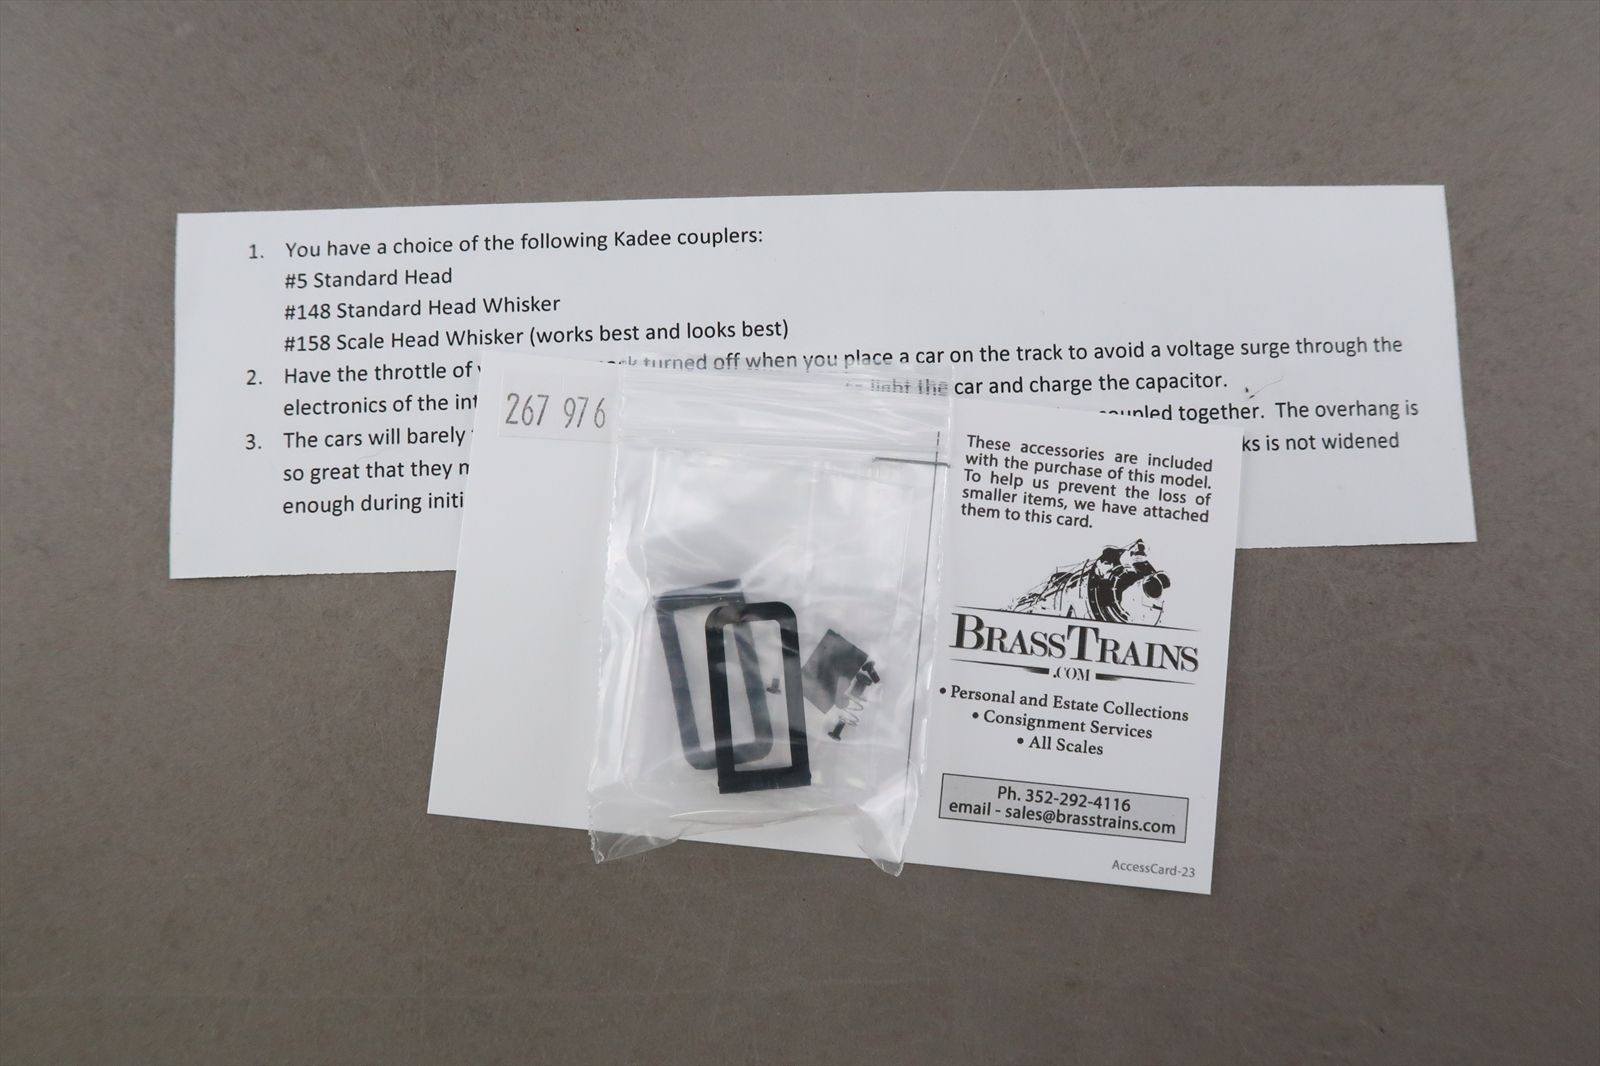 1. You have a choice of the following Kadee couplers:
#5 Standard Head
#148 Standard Head Whisker
#158 Scale Head Whisker (works best and looks best)
2. Have the throttle of turned off when you place a car on the track to avoid a voltage surge through the
electronics of the light the car and charge the capacitor.
3. The cars will barely together. The overhang is
so great that they is not widened
enough during
267 976
These accessories are included
with the purchase of this model.
To help us prevent the loss of
smaller items, we have attached
them to this card.
BRASSTRAINS
.COM
• Personal and Estate Collections
• Consignment Services
• All Scales
Ph. 352-292-4116
email - sales@brasstrains.com
AccessCard-23